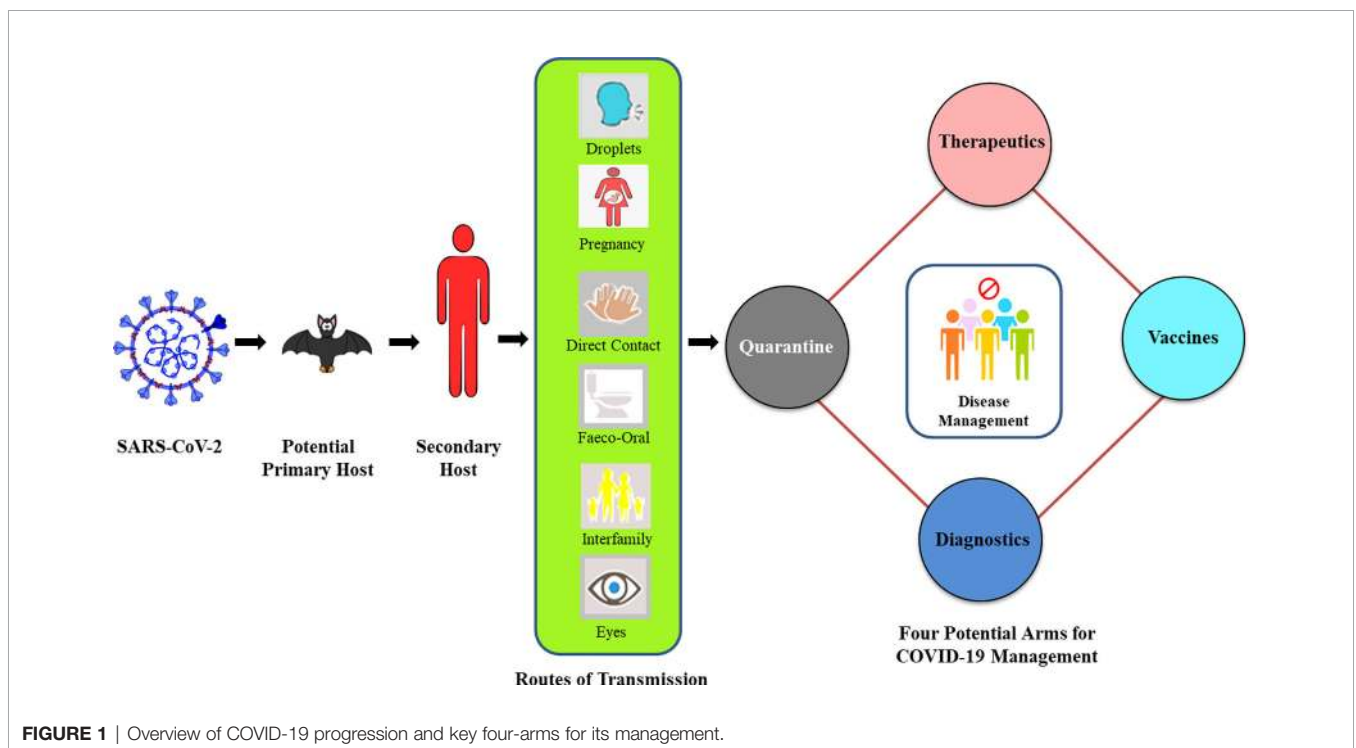 Droplets
Pregnancy
Direct Contact
Faeco-Oral
Interfamily
Eyes
Routes of Transmission
SARS-CoV-2
Potential
Primary Host
Secondary
Host
Therapeutics
Quarantine
Vaccines
Disease
Management
Diagnostics
Four Potential Arms for
COVID-19 Management
FIGURE 1 | Overview of COVID-19 progression and key four-arms for its management.